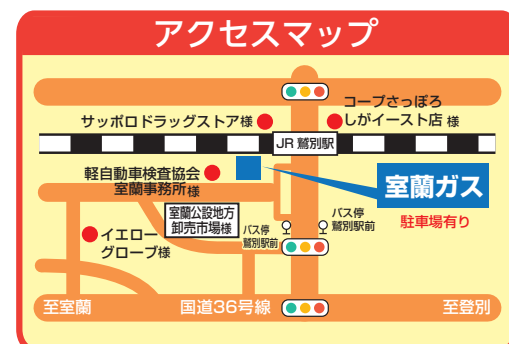 アクセスマップ
コープさっぽろ
しがイースト店 様
サッポロドラッグストア様
JR 鷲別駅
軽自動車検査協会
室蘭事務所様
室蘭ガス
駐車場有り
室蘭公設地方
卸売市場様
バス停
鷲別駅前
バス停
鷲別駅前
イエロー
グローブ様
至室蘭
国道36号線
至登別